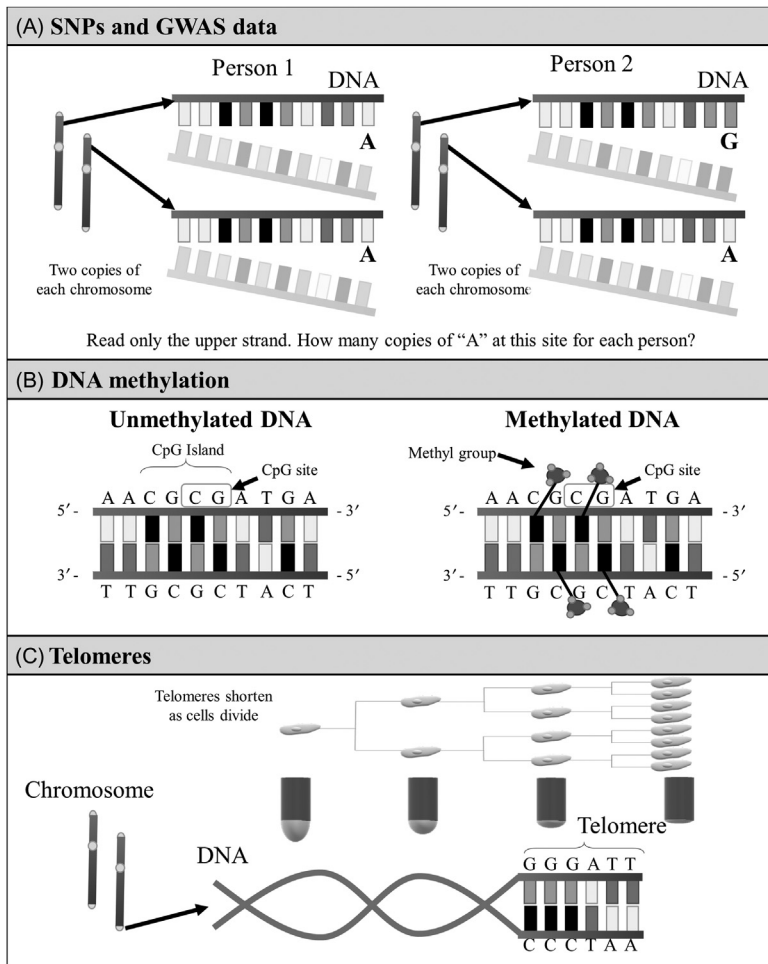 (A) SNPs and GWAS data
Person 1
DNA
Person 2
DNA
A
G
A
A
Two copies of
each chromosome
Two copies of
each chromosome
Read only the upper strand. How many copies of “A” at this site for each person?
(B) DNA methylation
Unmethylated DNA
CpG Island
CpG site
A A C G C G A T G A
5′ -
- 3′
3′ -
- 5′
T T G C G C T A C T
Methylated DNA
Methyl group
CpG site
A A C G C G A T G A
5′ -
- 3′
3′ -
- 5′
T T G C G C T A C T
(C) Telomeres
Telomeres shorten
as cells divide
Chromosome
DNA
Telomere
G G G A T T
C C C T A A